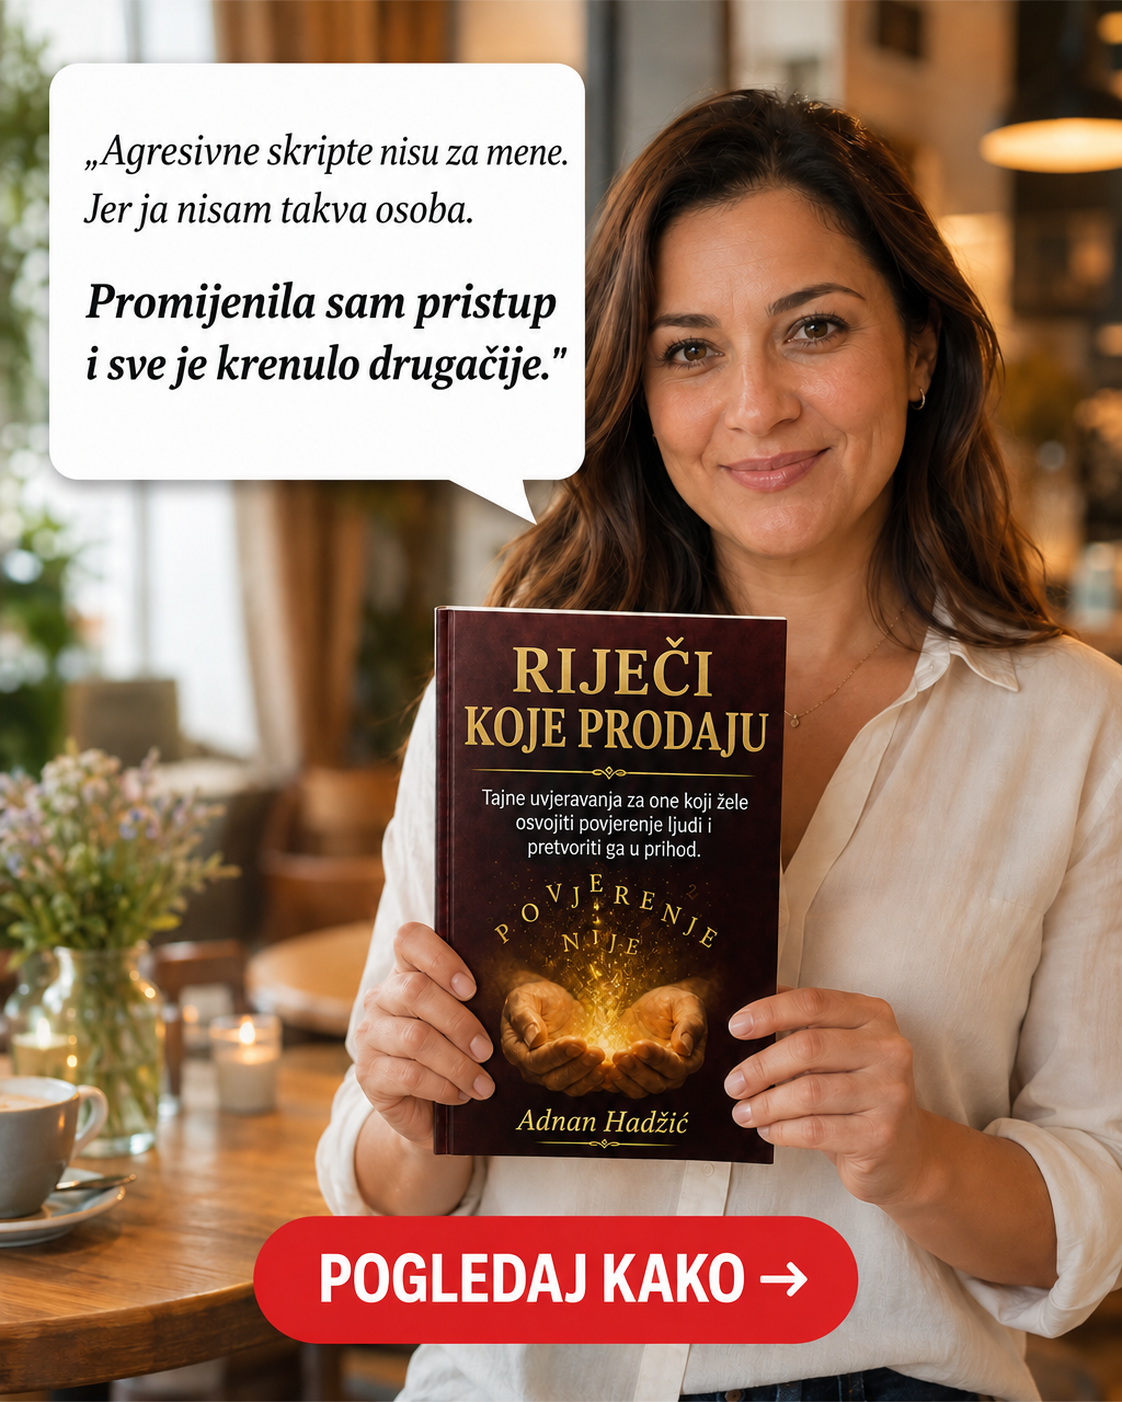 „Agresivne skripte nisu za mene.
Jer ja nisam takva osoba.
Promijenila sam pristup
i sve je krenulo drugačije.”
RIJEČI
KOJE PRODAJU
Tajne uvjeravanja za one koji žele
osvojiti povjerenje ljudi i
pretvoriti ga u prihod.
POVJERENJE
NIJE
Adnan Hadžić
POGLEDAJ KAKO →